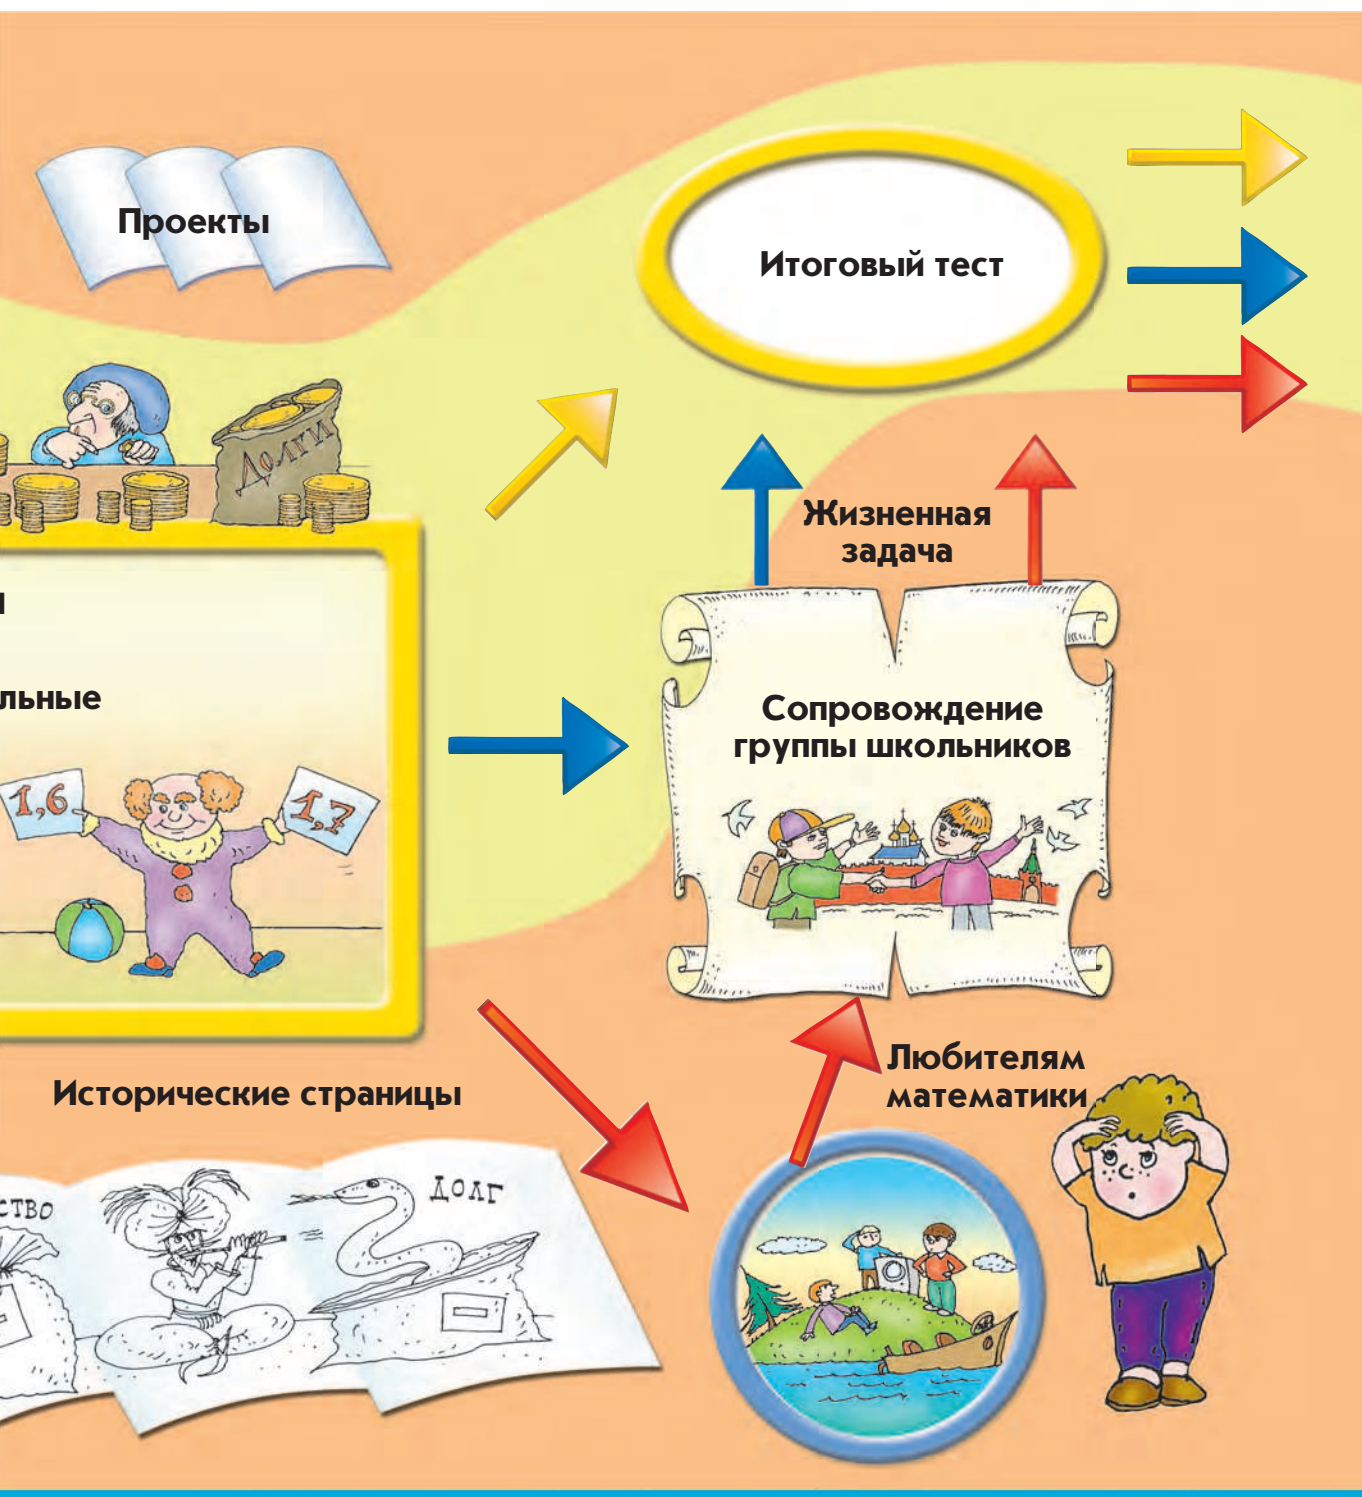 Проекты
Итоговый тест
Долги
Жизненная
задача
льные
Сопровождение
группы школьников
1,6
1,7
Любителям
математики
Исторические страницы
СТВО
ДОЛГ